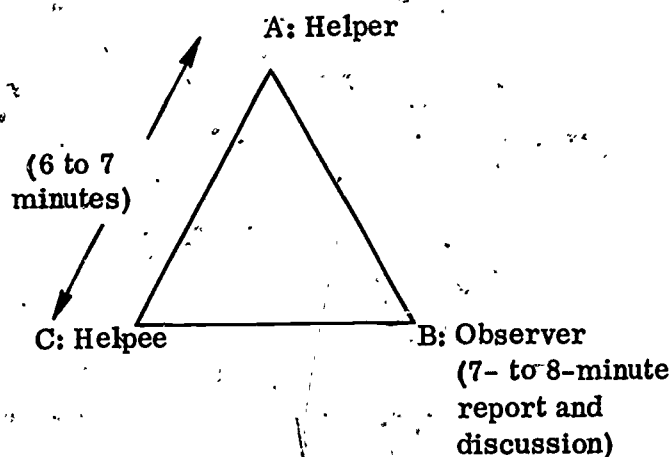 A: Helper
(6 to 7
minutes)
C: Helpee
B: Observer
(7- to 8-minute
report and
discussion)